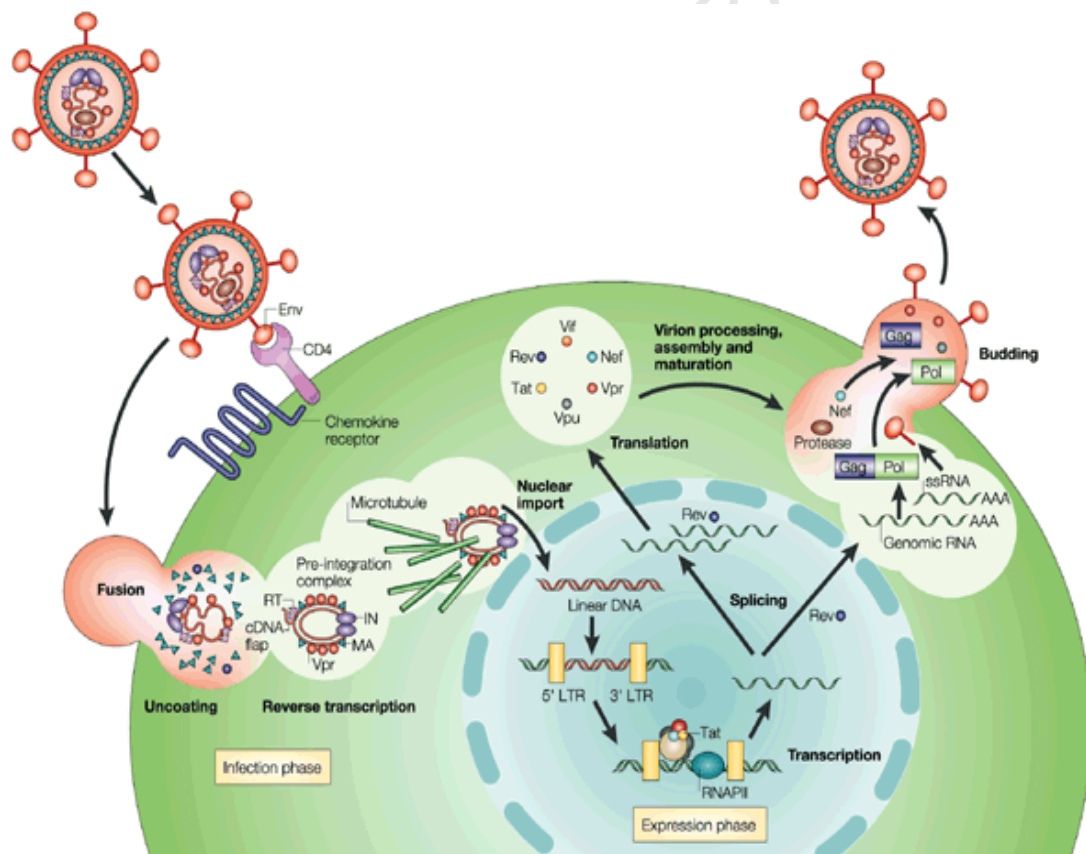 Env
CD4
Chemokine
receptor
Fusion
Uncoating
RT
cDNA
flap
Pre-integration
complex
IN
MA
Vpr
Reverse transcription
Microtubule
Nuclear
import
Infection phase
Linear DNA
5' LTR
3' LTR
Tat
RNAPII
Transcription
Expression phase
Splicing
Rev
Rev
Translation
Vif
Rev
Nef
Tat
Vpr
Vpu
Virion processing,
assembly and
maturation
Gag
Pol
Budding
Nef
Protease
Gag
Pol
ssRNA
AAA
AAA
Genomic RNA